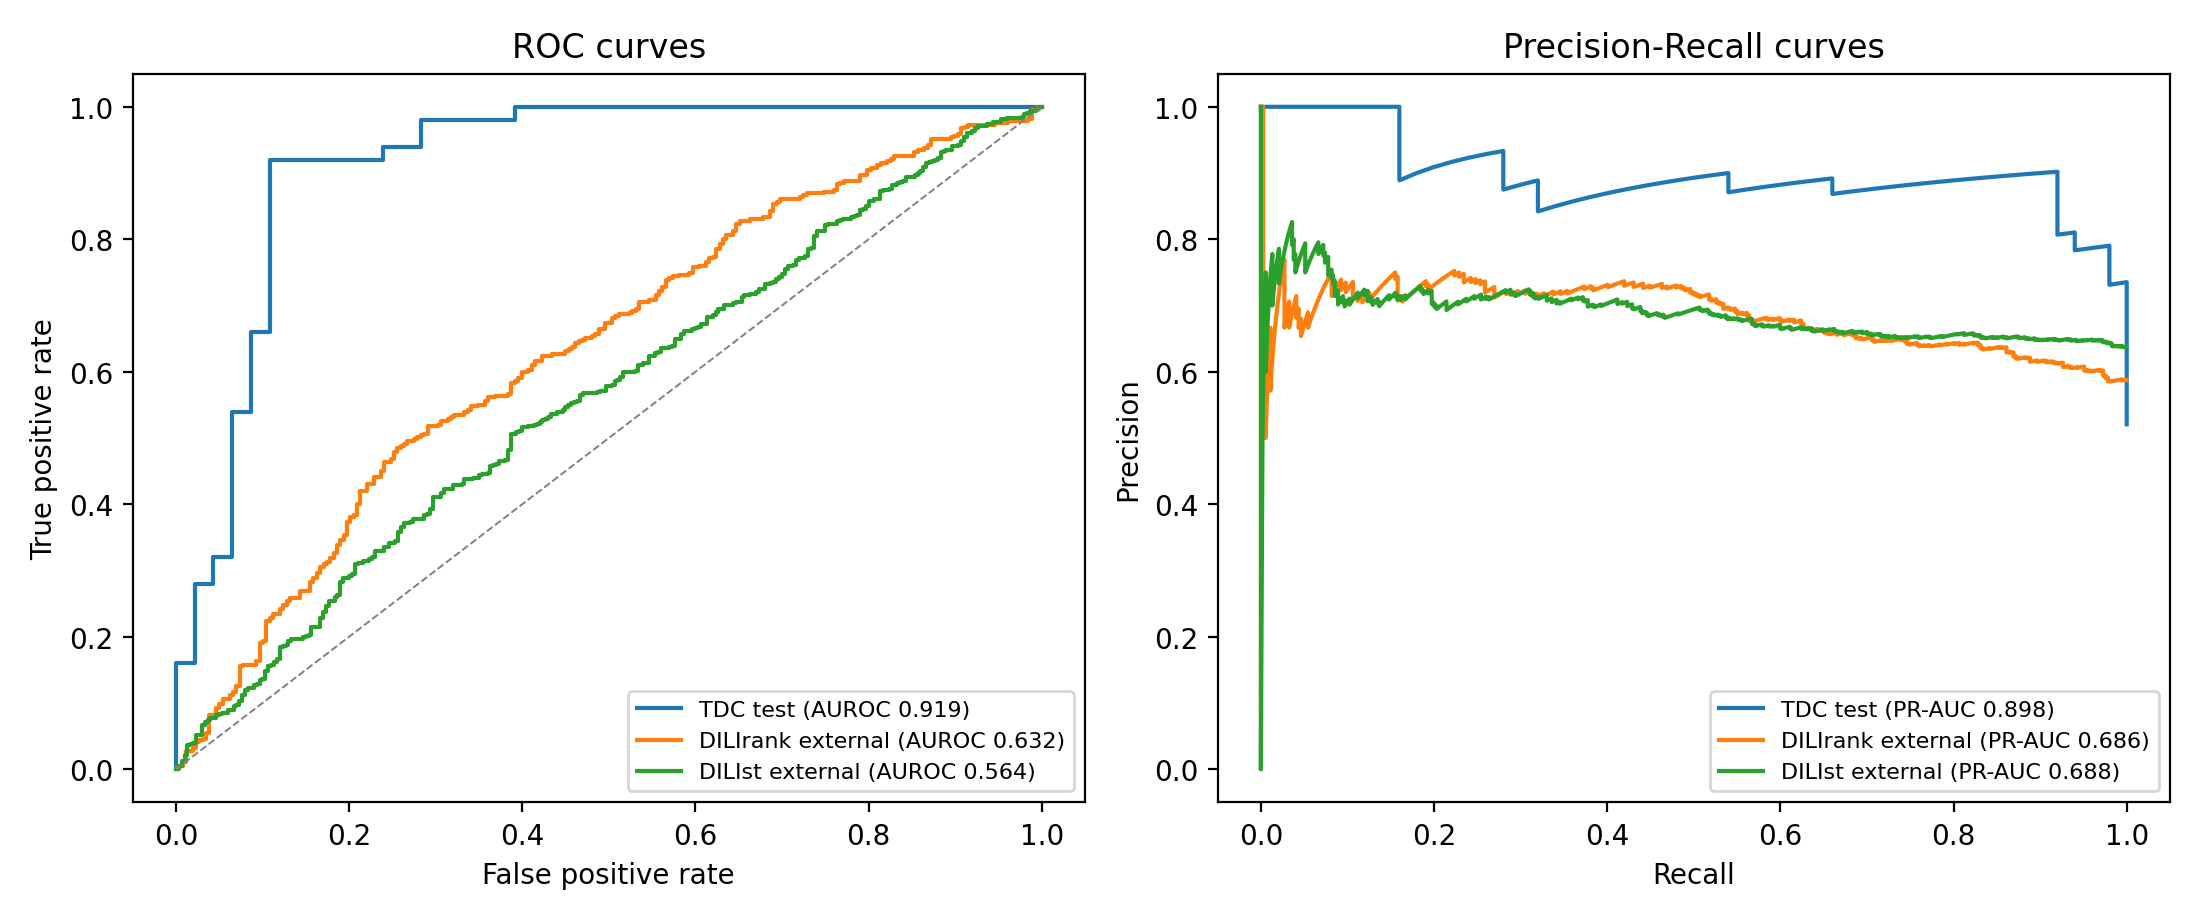 ROC curves
1.0
0.8
0.6
0.4
0.2
0.0
True positive rate
0.0 0.2 0.4 0.6 0.8 1.0
False positive rate
TDC test (AUROC 0.919)
DILIrank external (AUROC 0.632)
DILIst external (AUROC 0.564)
Precision-Recall curves
1.0
0.8
0.6
0.4
0.2
0.0
Precision
0.0 0.2 0.4 0.6 0.8 1.0
Recall
TDC test (PR-AUC 0.898)
DILIrank external (PR-AUC 0.686)
DILIst external (PR-AUC 0.688)